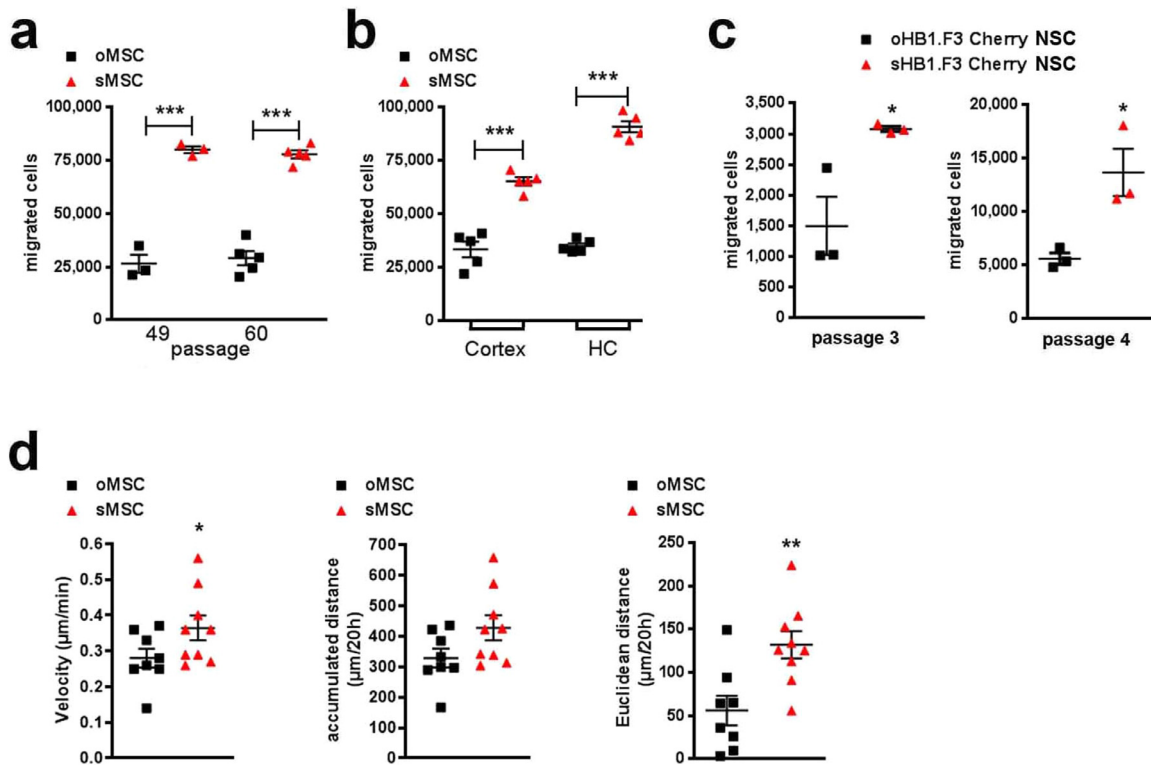 a
oMSC
sMSC
migrated cells
100,000
75,000
50,000
25,000
0
***
***
49
60
passage
b
oMSC
sMSC
migrated cells
100,000
75,000
50,000
25,000
0
***
***
Cortex
HC
c
oHB1.F3 Cherry NSC
sHB1.F3 Cherry NSC
migrated cells
3,500
3,000
2,500
2,000
1,500
1,000
500
0
*
passage 3
migrated cells
20,000
15,000
10,000
5,000
0
*
passage 4
d
oMSC
sMSC
Velocity (µm/min)
0.6
0.5
0.4
0.3
0.2
0.1
0.0
*
oMSC
sMSC
accumulated distance
(µm/20h)
700
600
500
400
300
200
100
0
oMSC
sMSC
Euclidean distance
(µm/20h)
250
200
150
100
50
0
**